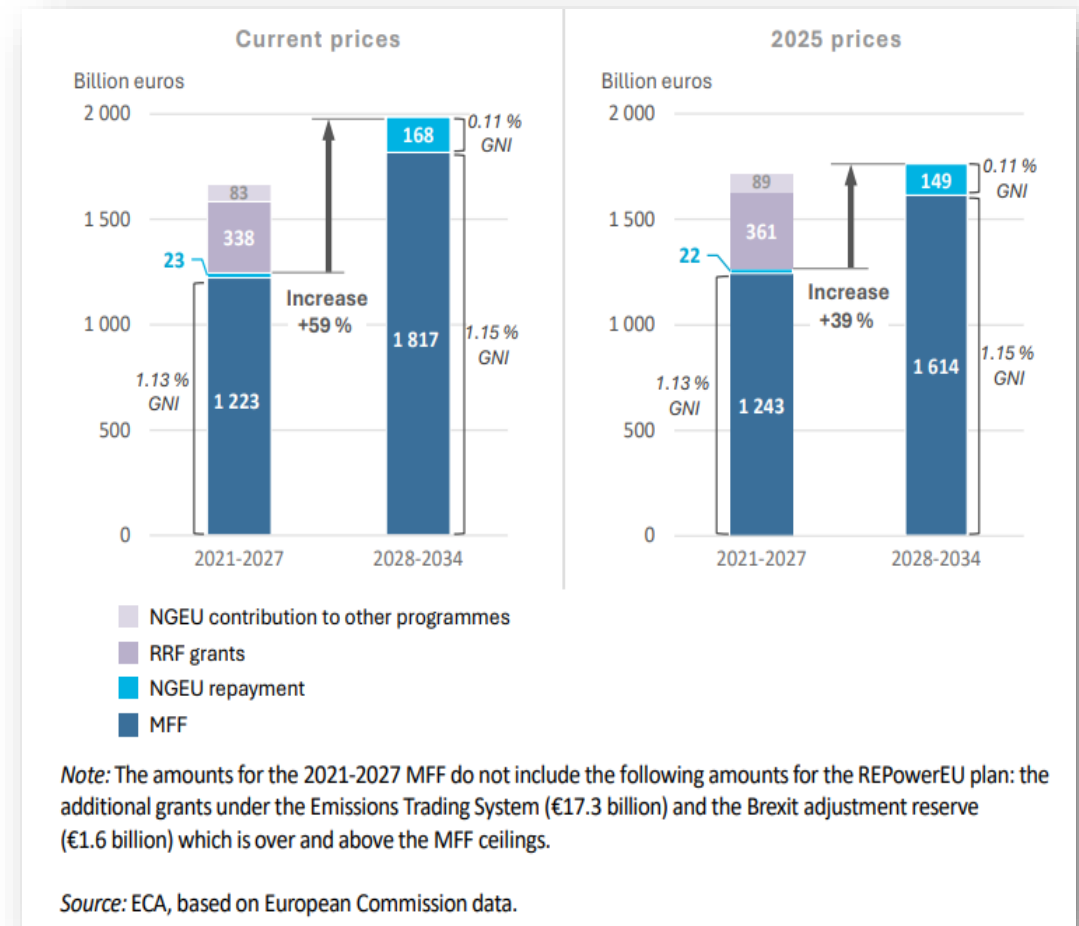 Current prices
Billion euros
2 000
1 500
1 000
500
0
83
338
23
1 223
1.13 %
GNI
Increase
+59 %
168
1 817
0.11 %
GNI
1.15 %
GNI
2021-2027
2028-2034
2025 prices
Billion euros
2 000
1 500
1 000
500
0
89
361
22
1 243
1.13 %
GNI
Increase
+39 %
149
1 614
0.11 %
GNI
1.15 %
GNI
2021-2027
2028-2034
NGEU contribution to other programmes
RRF grants
NGEU repayment
MFF
Note: The amounts for the 2021-2027 MFF do not include the following amounts for the REPowerEU plan: the
additional grants under the Emissions Trading System (€17.3 billion) and the Brexit adjustment reserve
(€1.6 billion) which is over and above the MFF ceilings.
Source: ECA, based on European Commission data.